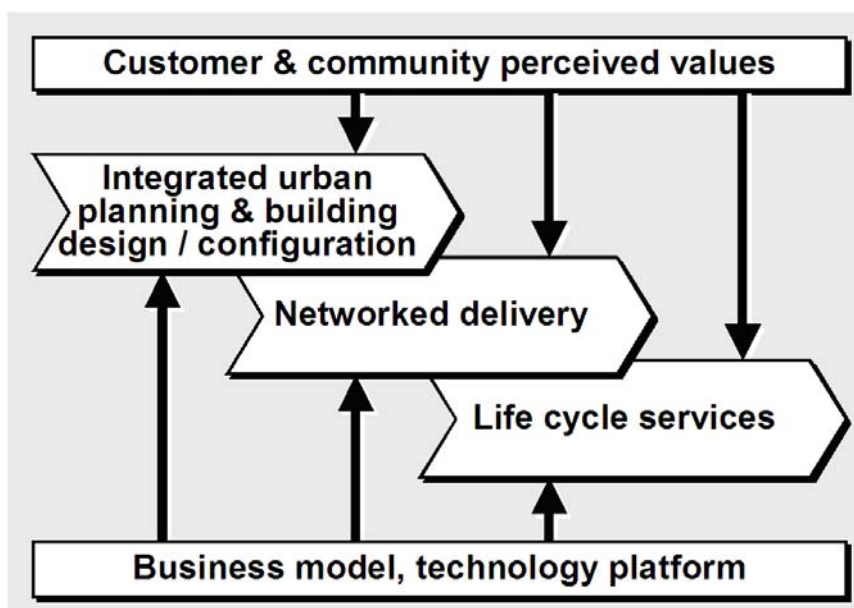 Customer & community perceived values
Integrated urban
planning & building
design / configuration
Networked delivery
Life cycle services
Business model, technology platform